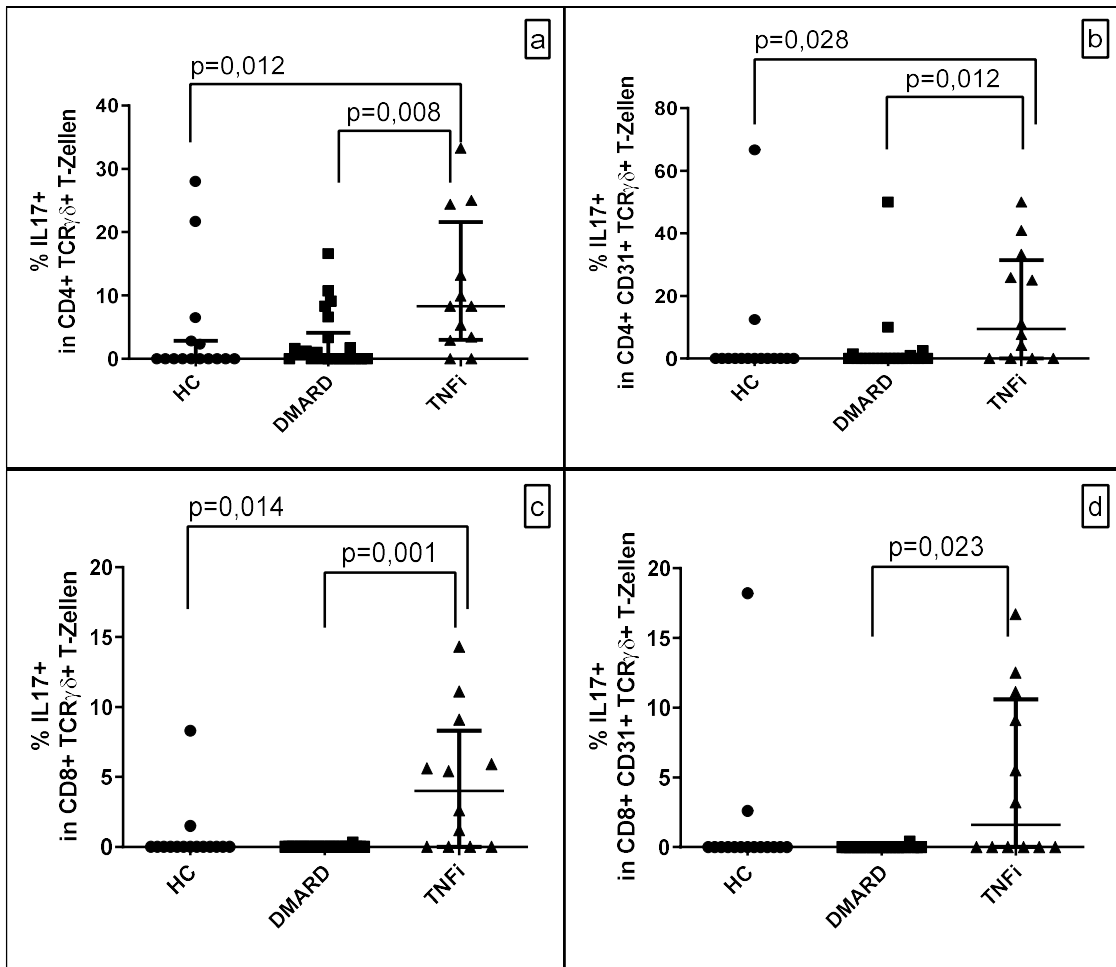 a
p=0,012
p=0,008
% IL17+
in CD4+ TCRγδ+ T-Zellen
40
30
20
10
0
HC
DMARD
TNFi
b
p=0,028
p=0,012
% IL17+
in CD4+ CD31+ TCRγδ+ T-Zellen
80
60
40
20
0
HC
DMARD
TNFi
c
p=0,014
p=0,001
% IL17+
in CD8+ TCRγδ+ T-Zellen
20
15
10
5
0
HC
DMARD
TNFi
d
p=0,023
% IL17+
in CD8+ CD31+ TCRγδ+ T-Zellen
20
15
10
5
0
HC
DMARD
TNFi